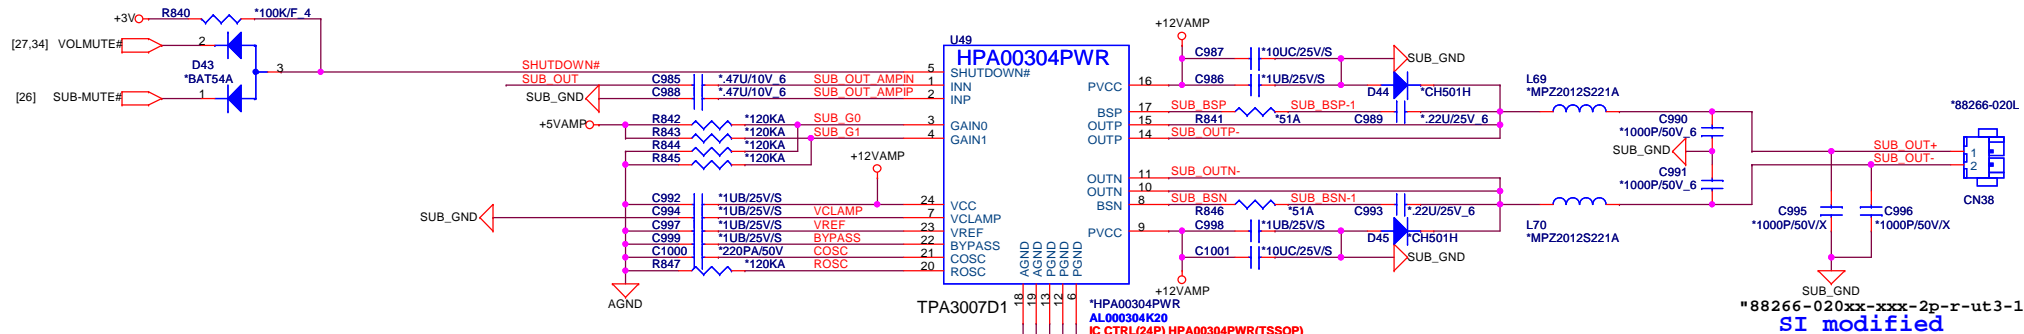 +3V R840 *100K/F_4
[27,34] VOLMUTE# 2
D43
*BAT54A
3
[26] SUB-MUTE# 1
SHUTDOWN#
SUB_OUT
C985 *.47U/10V_6 SUB_OUT_AMPIN
SUB_GND C988 *.47U/10V_6 SUB_OUT_AMPIP
+5VAMP R842 *120KA SUB_G0
R843 *120KA SUB_G1
R844 *120KA
R845 *120KA
+12VAMP
C992 *1UB/25V/S
SUB_GND C994 *1UB/25V/S VCLAMP
C997 *1UB/25V/S VREF
C999 *1UB/25V/S BYPASS
C1000 *220PA/50V COSC
R847 *120KA ROSC
AGND
U49
HPA00304PWR
5 SHUTDOWN#
1 INN
2 INP
3 GAIN0
4 GAIN1
24 VCC
7 VCLAMP
23 VREF
22 BYPASS
21 COSC
20 ROSC
PVCC 16
BSP 17
OUTP 15
OUTP 14
OUTN 11
OUTN 10
BSN 8
PVCC 9
AGND 18
AGND 19
PGND 13
PGND 12
PGND 6
TPA3007D1
*HPA00304PWR
AL000304K20
IC CTRL(24P) HPA00304PWR(TSSOP)
+12VAMP
C987 *10UC/25V/S SUB_GND
C986 *1UB/25V/S
D44 *CH501H
SUB_BSP R841 *51A SUB_BSP-1 C989 *.22U/25V_6
SUB_OUTP-
SUB_OUTN-
SUB_BSN R846 *51A SUB_BSN-1 C993 *.22U/25V_6
C998 *1UB/25V/S
D45 *CH501H
C1001 *10UC/25V/S SUB_GND
+12VAMP
L69
*MPZ2012S221A
L70
*MPZ2012S221A
C990
*1000P/50V_6
SUB_GND
C991
*1000P/50V_6
C995
*1000P/50V/X
C996
*1000P/50V/X
SUB_GND
*88266-020L
SUB_OUT+ 1
SUB_OUT- 2
CN38
"88266-020xx-xxx-2p-r-ut3-1
SI modified